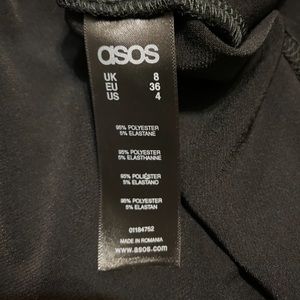 asos
UK 8
EU 36
US 4
95% POLYESTER
5% ELASTANE
95% POLYESTER
5% ELASTHANNE
95% POLIÉSTER
5% ELASTANO
95% POLYESTER
5% ELASTAN
01184752
MADE IN ROMANIA
www.asos.com